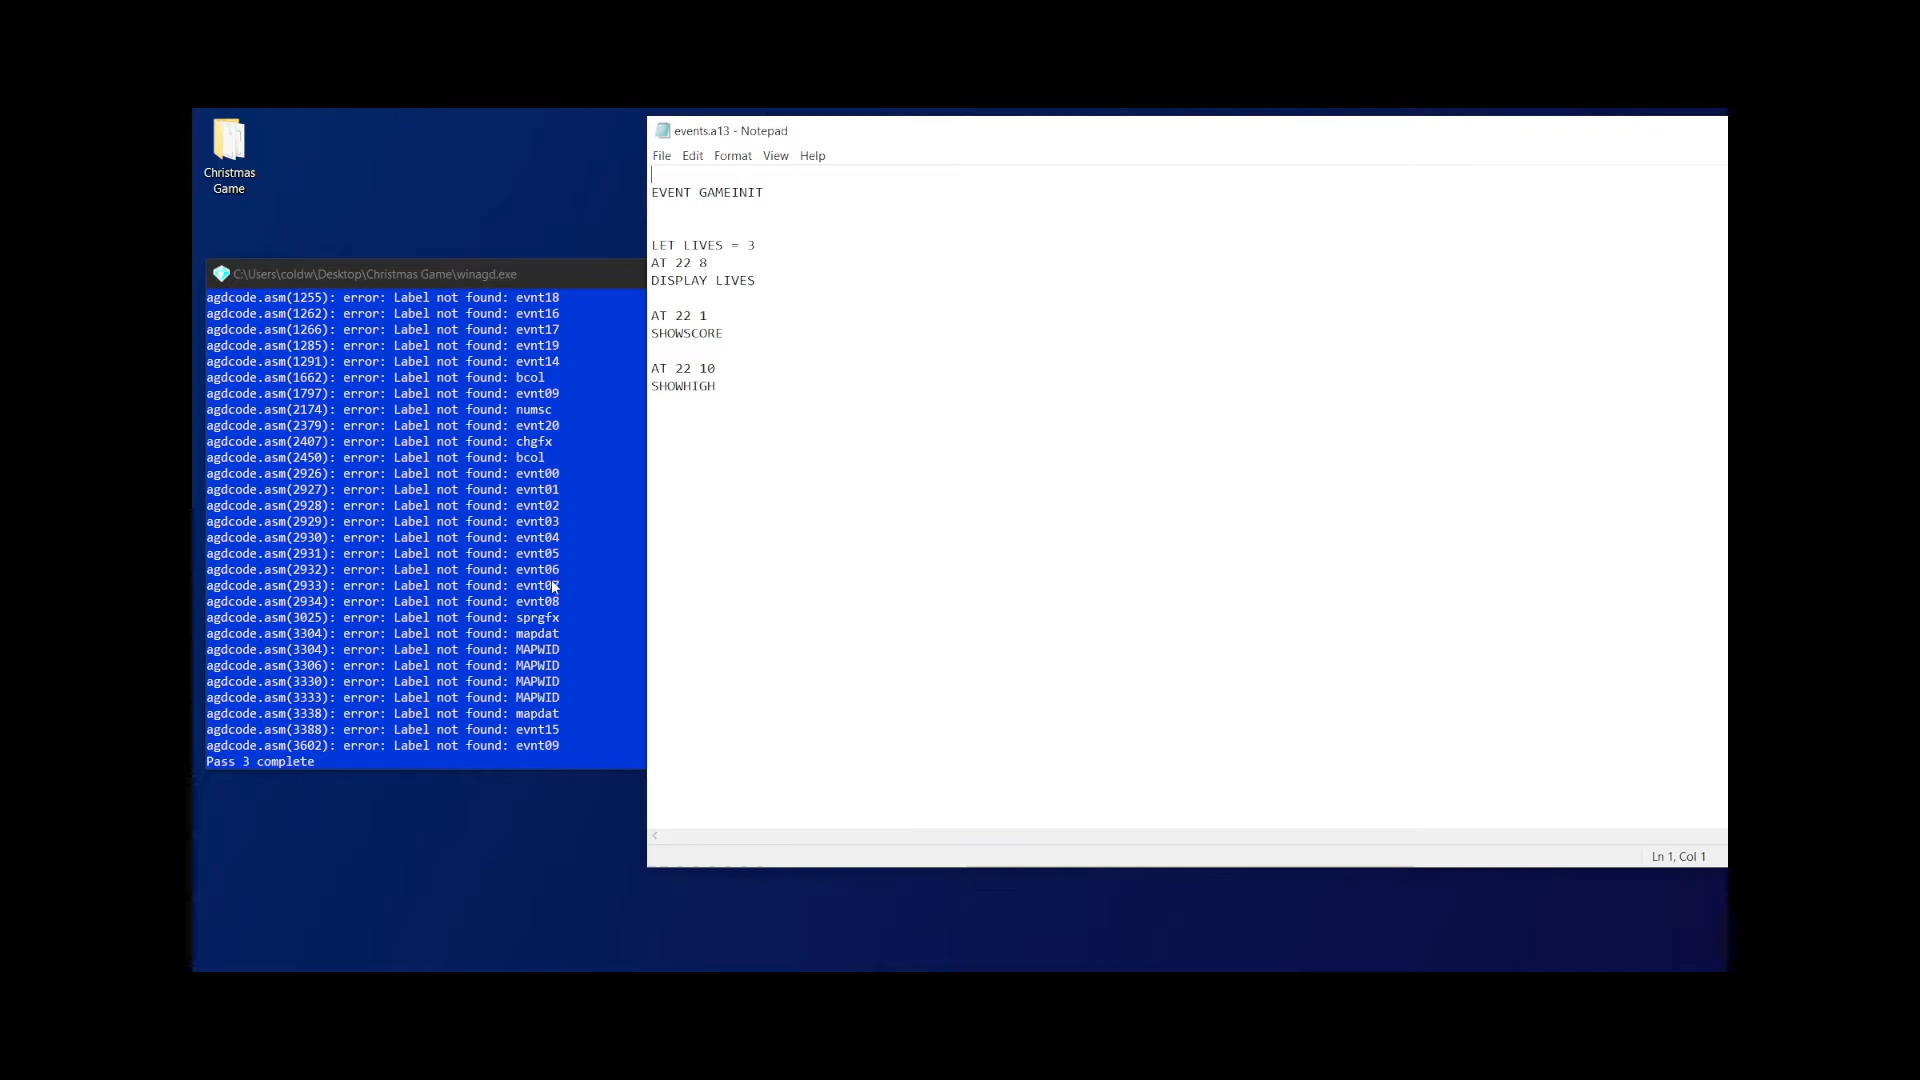 Christmas
Game
C:\Users\coldw\Desktop\Christmas Game\winagd.exe
agdcode.asm(1255): error: Label not found: evnt18
agdcode.asm(1262): error: Label not found: evnt16
agdcode.asm(1266): error: Label not found: evnt17
agdcode.asm(1285): error: Label not found: evnt19
agdcode.asm(1291): error: Label not found: evnt14
agdcode.asm(1662): error: Label not found: bcol
agdcode.asm(1797): error: Label not found: evnt09
agdcode.asm(2174): error: Label not found: numsc
agdcode.asm(2379): error: Label not found: evnt20
agdcode.asm(2407): error: Label not found: chgfx
agdcode.asm(2450): error: Label not found: bcol
agdcode.asm(2926): error: Label not found: evnt00
agdcode.asm(2927): error: Label not found: evnt01
agdcode.asm(2928): error: Label not found: evnt02
agdcode.asm(2929): error: Label not found: evnt03
agdcode.asm(2930): error: Label not found: evnt04
agdcode.asm(2931): error: Label not found: evnt05
agdcode.asm(2932): error: Label not found: evnt06
agdcode.asm(2933): error: Label not found: evnt07
agdcode.asm(2934): error: Label not found: evnt08
agdcode.asm(3025): error: Label not found: sprgfx
agdcode.asm(3304): error: Label not found: mapdat
agdcode.asm(3304): error: Label not found: MAPWID
agdcode.asm(3306): error: Label not found: MAPWID
agdcode.asm(3330): error: Label not found: MAPWID
agdcode.asm(3333): error: Label not found: MAPWID
agdcode.asm(3338): error: Label not found: mapdat
agdcode.asm(3388): error: Label not found: evnt15
agdcode.asm(3602): error: Label not found: evnt09
Pass 3 complete
events.a13 - Notepad
File Edit Format View Help
EVENT GAMEINIT
LET LIVES = 3
AT 22 8
DISPLAY LIVES
AT 22 1
SHOWSCORE
AT 22 10
SHOWHIGH
Ln 1, Col 1